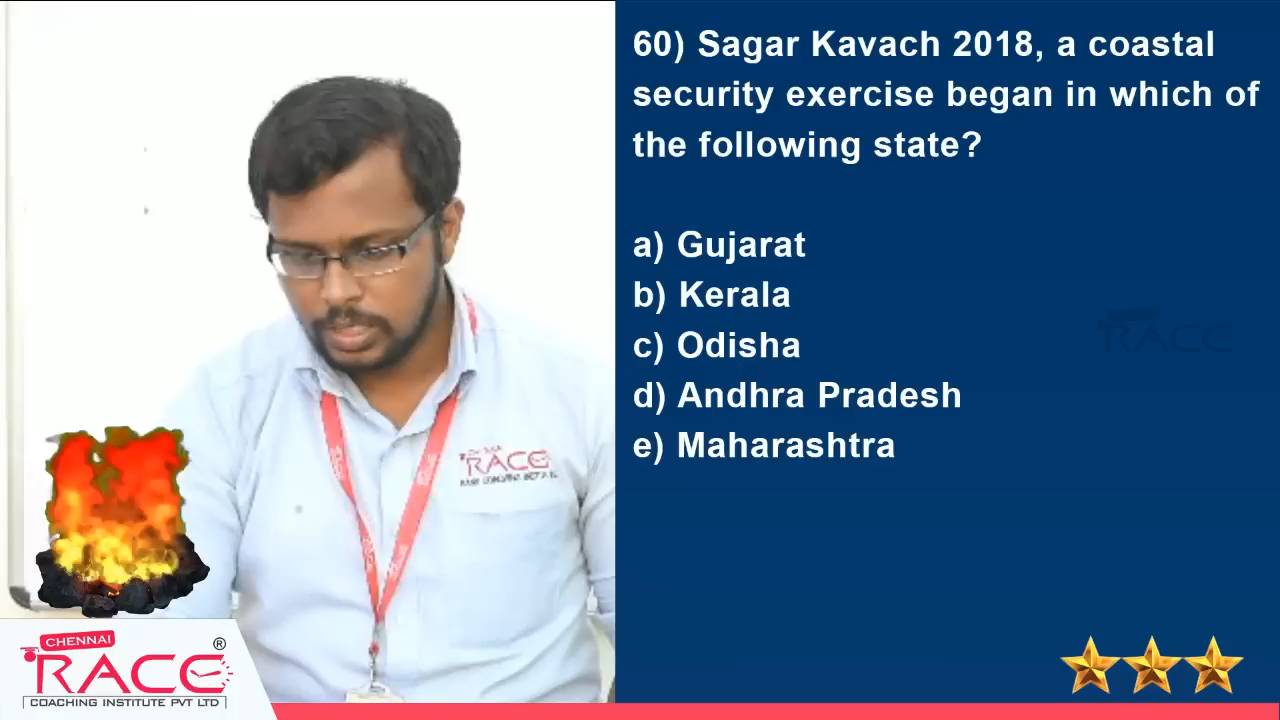 60) Sagar Kavach 2018, a coastal
security exercise began in which of
the following state?
a) Gujarat
b) Kerala
c) Odisha
d) Andhra Pradesh
e) Maharashtra
RACE
RACE
CHENNAI
RACE ®
COACHING INSTITUTE PVT LTD